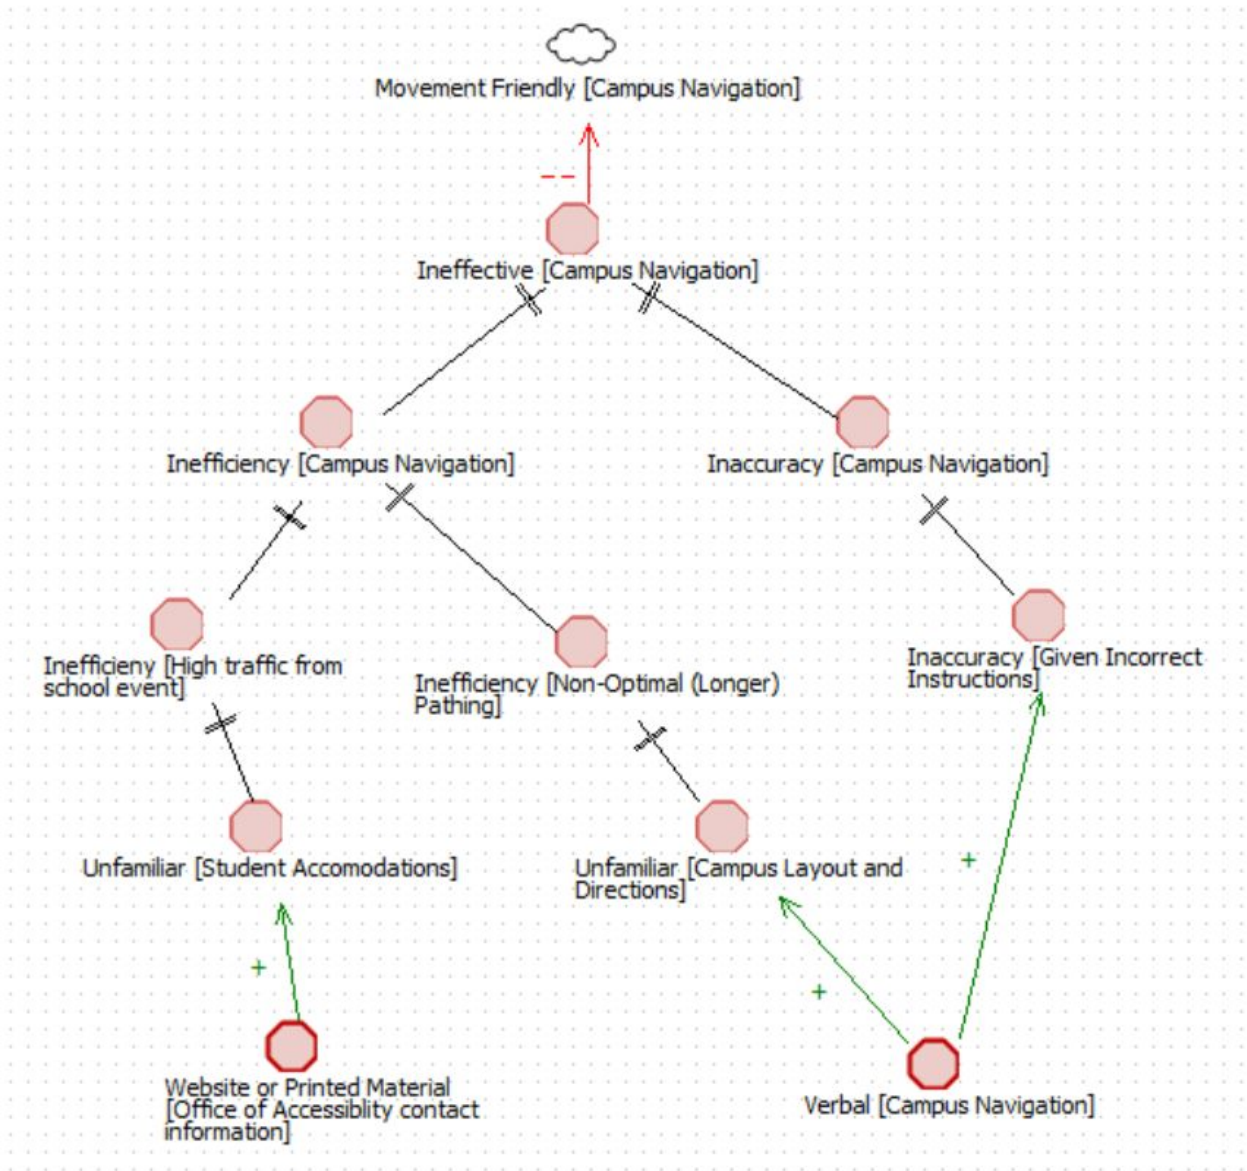 Movement Friendly [Campus Navigation]
--
Ineffective [Campus Navigation]
Inefficiency [Campus Navigation]
Inaccuracy [Campus Navigation]
Inefficieny [High traffic from
school event]
Inefficiency [Non-Optimal (Longer)
Pathing]
Inaccuracy [Given Incorrect
Instructions]
Unfamiliar [Student Accomodations]
Unfamiliar [Campus Layout and
Directions]
+
+
+
Website or Printed Material
[Office of Accessiblity contact
information]
Verbal [Campus Navigation]